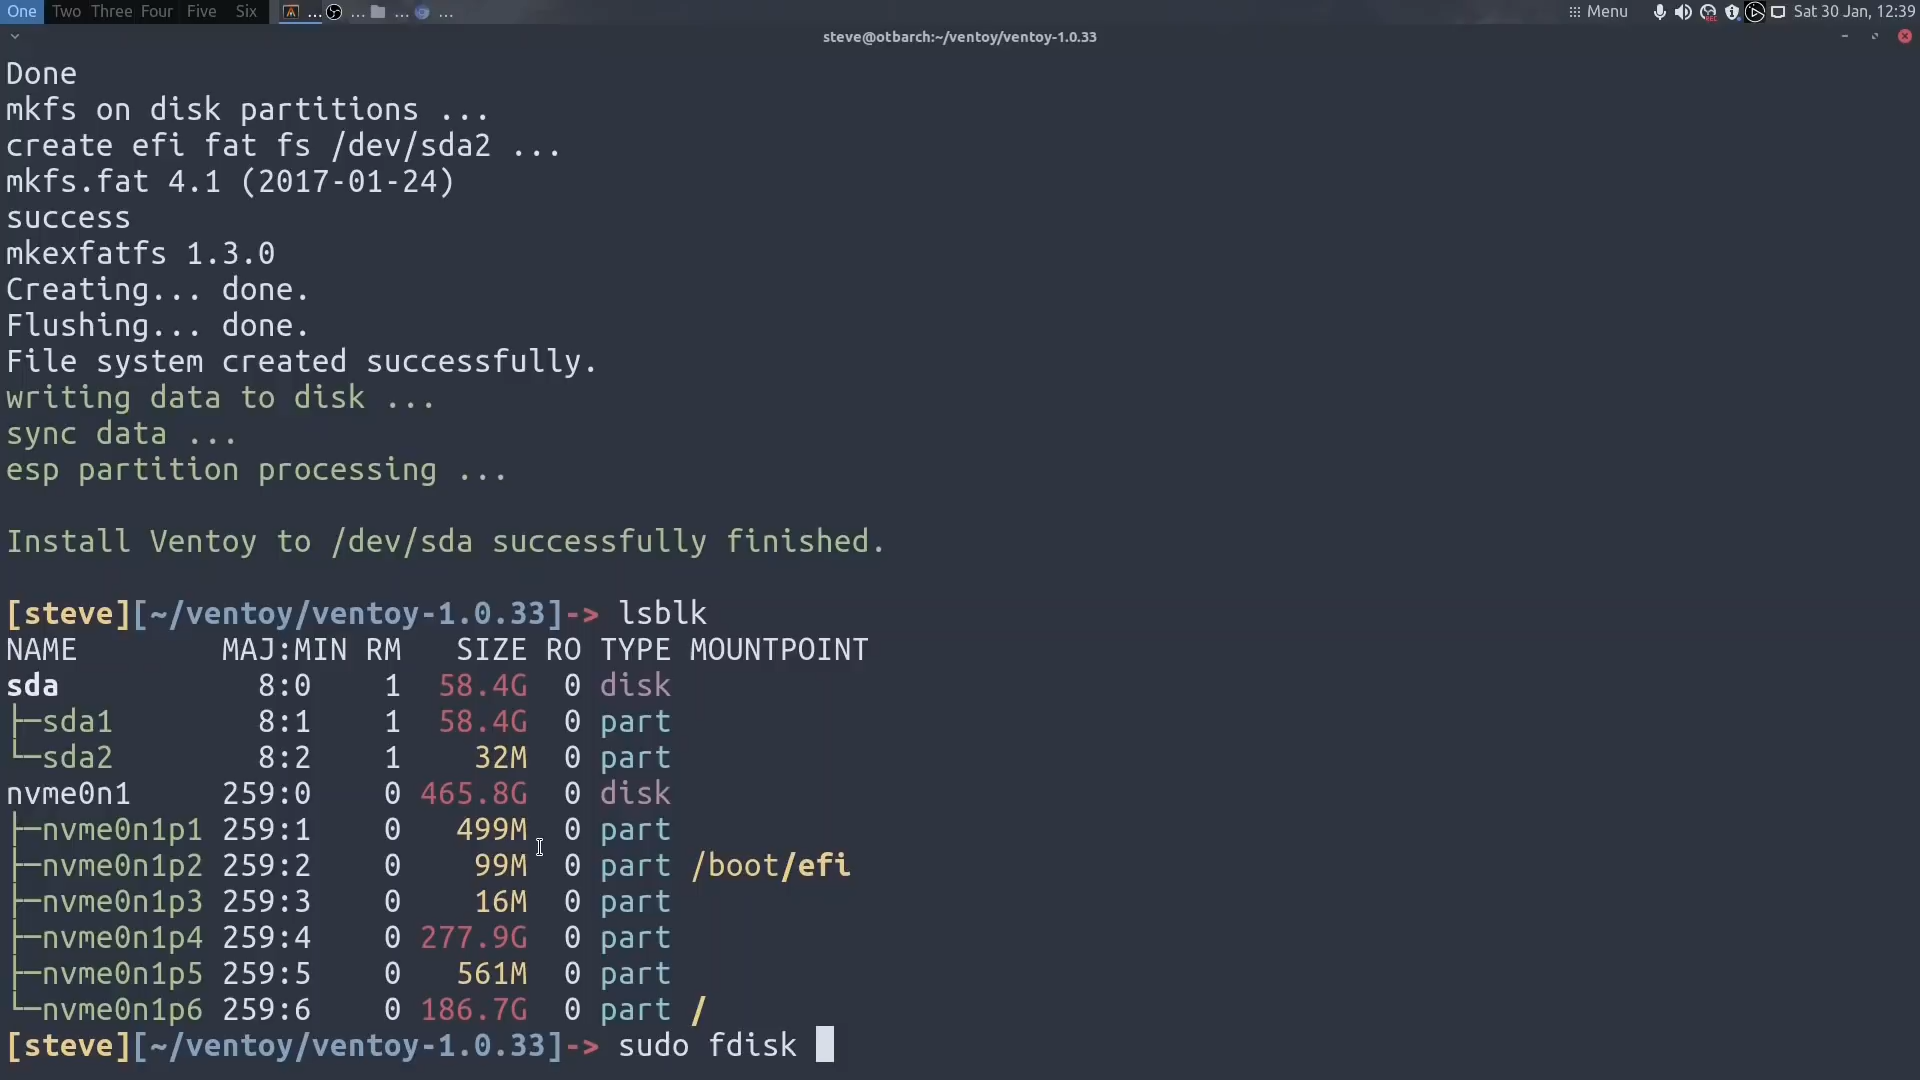 One Two Three Four Five Six ... ... ... ... Menu Sat 30 Jan, 12:39
steve@otbarch:~/ventoy/ventoy-1.0.33
Done
mkfs on disk partitions ...
create efi fat fs /dev/sda2 ...
mkfs.fat 4.1 (2017-01-24)
success
mkexfatfs 1.3.0
Creating... done.
Flushing... done.
File system created successfully.
writing data to disk ...
sync data ...
esp partition processing ...
Install Ventoy to /dev/sda successfully finished.
[steve][~/ventoy/ventoy-1.0.33]-> lsblk
NAME        MAJ:MIN RM   SIZE RO TYPE MOUNTPOINT
sda           8:0    1  58.4G  0 disk
├─sda1        8:1    1  58.4G  0 part
└─sda2        8:2    1    32M  0 part
nvme0n1     259:0    0 465.8G  0 disk
├─nvme0n1p1 259:1    0   499M  0 part
├─nvme0n1p2 259:2    0    99M  0 part /boot/efi
├─nvme0n1p3 259:3    0    16M  0 part
├─nvme0n1p4 259:4    0 277.9G  0 part
├─nvme0n1p5 259:5    0   561M  0 part
└─nvme0n1p6 259:6    0 186.7G  0 part /
[steve][~/ventoy/ventoy-1.0.33]-> sudo fdisk